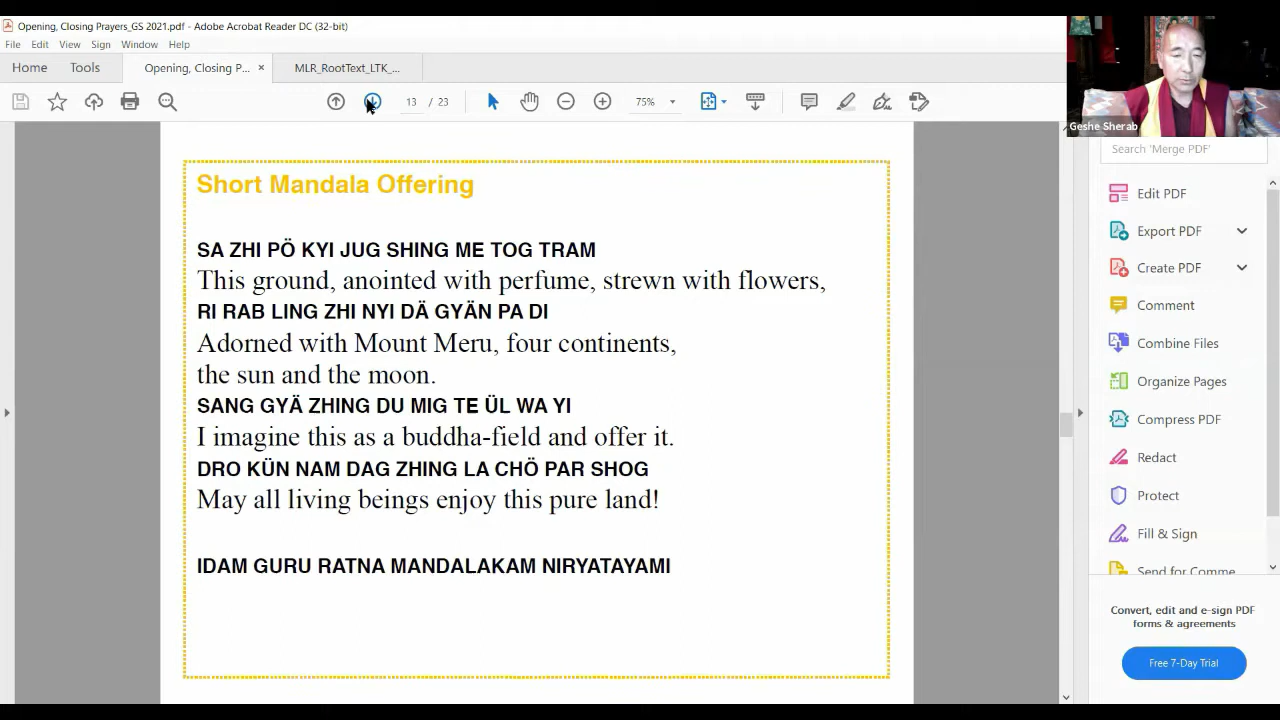 Opening, Closing Prayers_GS 2021.pdf - Adobe Acrobat Reader DC (32-bit)
File Edit View Sign Window Help
Home Tools Opening, Closing P... × MLR_RootText_LTK_...
13 / 23 75%
Geshe Sherab
Search 'Merge PDF'
Short Mandala Offering
SA ZHI PÖ KYI JUG SHING ME TOG TRAM
This ground, anointed with perfume, strewn with flowers,
RI RAB LING ZHI NYI DÄ GYÄN PA DI
Adorned with Mount Meru, four continents,
the sun and the moon.
SANG GYÄ ZHING DU MIG TE ÜL WA YI
I imagine this as a buddha-field and offer it.
DRO KÜN NAM DAG ZHING LA CHÖ PAR SHOG
May all living beings enjoy this pure land!
IDAM GURU RATNA MANDALAKAM NIRYATAYAMI
Edit PDF
Export PDF
Create PDF
Comment
Combine Files
Organize Pages
Compress PDF
Redact
Protect
Fill & Sign
Send for Comme
Convert, edit and e-sign PDF
forms & agreements
Free 7-Day Trial